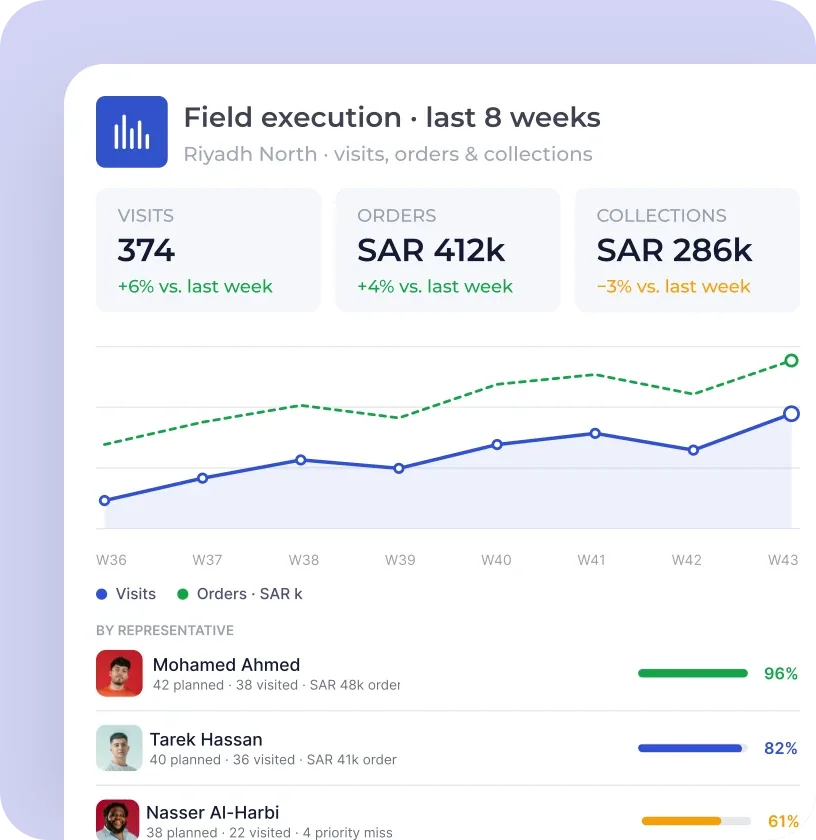 Field execution · last 8 weeks
Riyadh North · visits, orders & collections
VISITS
374
+6% vs. last week
ORDERS
SAR 412k
+4% vs. last week
COLLECTIONS
SAR 286k
−3% vs. last week
W36 W37 W38 W39 W40 W41 W42 W43
Visits Orders · SAR k
BY REPRESENTATIVE
Mohamed Ahmed
42 planned · 38 visited · SAR 48k order
96%
Tarek Hassan
40 planned · 36 visited · SAR 41k order
82%
Nasser Al-Harbi
38 planned · 22 visited · 4 priority miss
61%